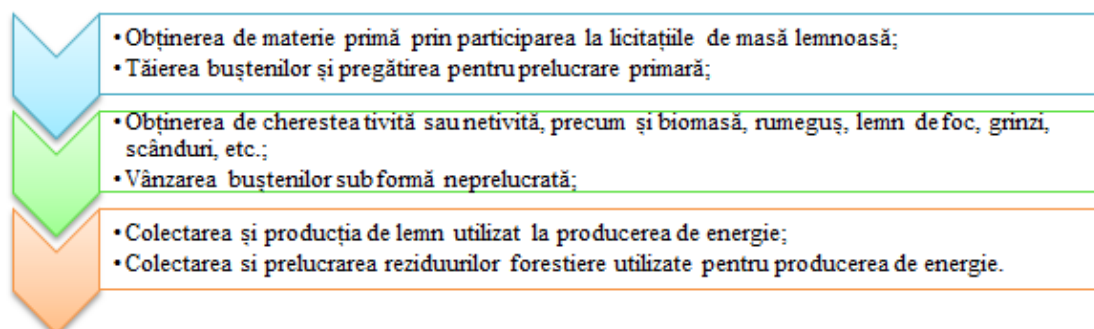 • Obținerea de materie primă prin participarea la licitațiile de masă lemnoasă;
• Tăierea buștenilor și pregătirea pentru prelucrare primară;
• Obținerea de cherestea tivită sau netivită, precum și biomasă, rumeguș, lemn de foc, grinzi,
scânduri, etc.;
• Vânzarea buștenilor sub formă neprelucrată;
• Colectarea și producția de lemn utilizat la producerea de energie;
• Colectarea si prelucrarea reziduurilor forestiere utilizate pentru producerea de energie.